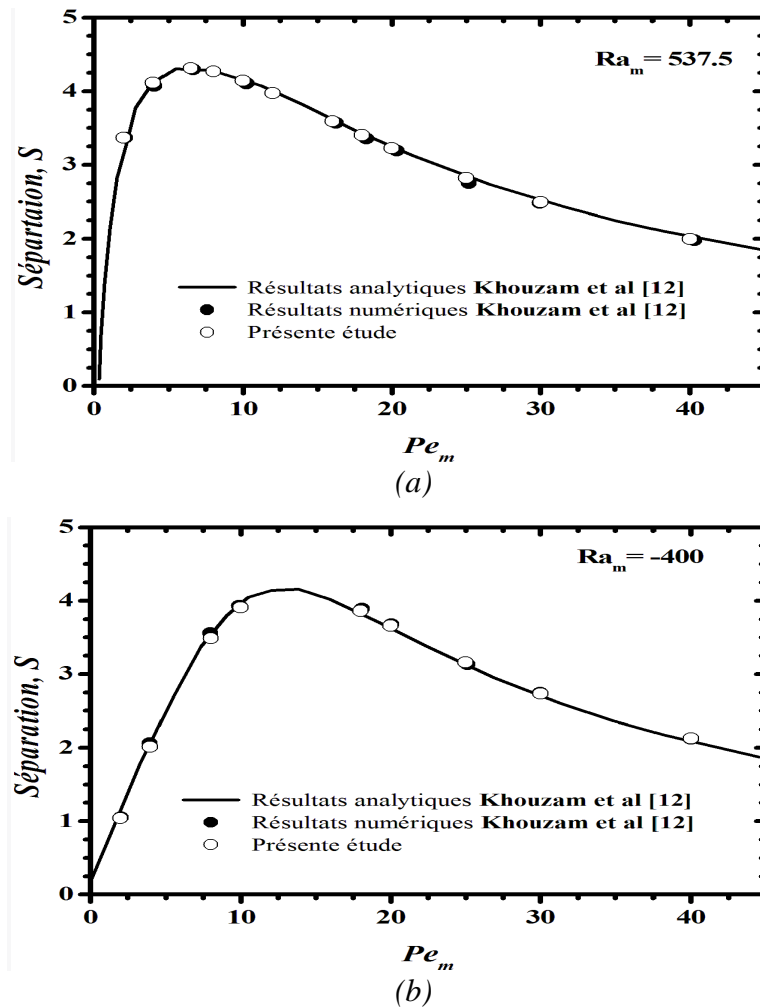 5
4
3
2
1
0
Sépartaion, S
Ra_m = 537.5
Résultats analytiques Khouzam et al [12]
Résultats numériques Khouzam et al [12]
Présente étude
0 10 20 30 40
Pe_m
(a)
5
4
3
2
1
0
Séparation, S
Ra_m = -400
Résultats analytiques Khouzam et al [12]
Résultats numériques Khouzam et al [12]
Présente étude
0 10 20 30 40
Pe_m
(b)